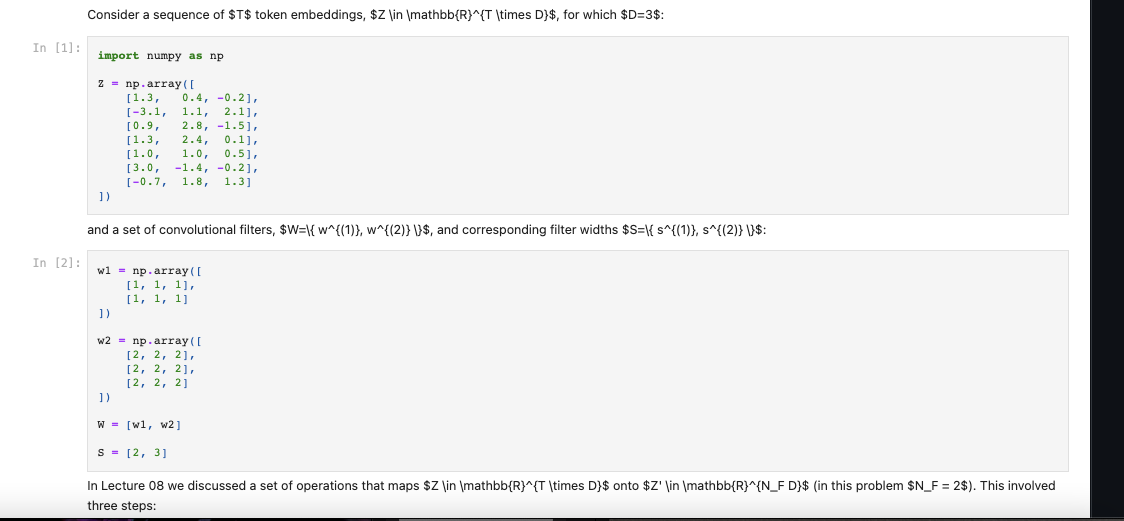 Consider a sequence of $T$ token embeddings, $Z \in \mathbb{R}^{T \times D}$, for which $D=3$:
In [1]:
import numpy as np
Z = np.array([
[1.3, 0.4, -0.2],
[-3.1, 1.1, 2.1],
[0.9, 2.8, -1.5],
[1.3, 2.4, 0.1],
[1.0, 1.0, 0.5],
[3.0, -1.4, -0.2],
[-0.7, 1.8, 1.3]
])
and a set of convolutional filters, $W=\{ w^{(1)}, w^{(2)} \}$, and corresponding filter widths $S=\{ s^{(1)}, s^{(2)} \}$:
In [2]:
w1 = np.array([
[1, 1, 1],
[1, 1, 1]
])
w2 = np.array([
[2, 2, 2],
[2, 2, 2],
[2, 2, 2]
])
W = [w1, w2]
S = [2, 3]
In Lecture 08 we discussed a set of operations that maps $Z \in \mathbb{R}^{T \times D}$ onto $Z' \in \mathbb{R}^{N_F D}$ (in this problem $N_F = 2$). This involved
three steps: